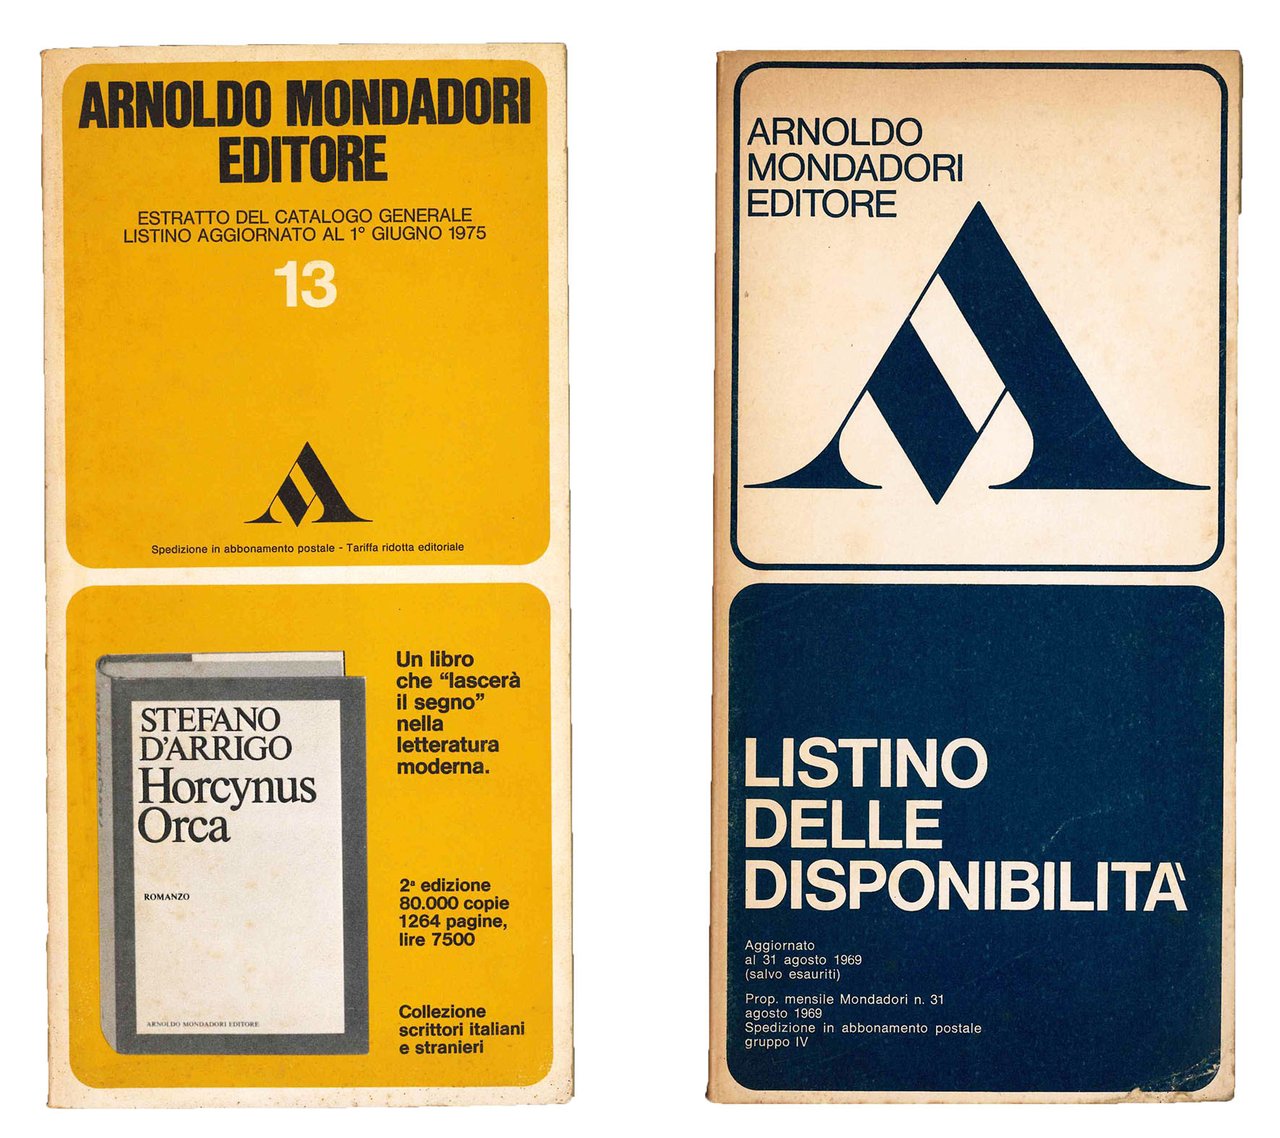 ARNOLDO MONDADORI
EDITORE
ESTRATTO DEL CATALOGO GENERALE
LISTINO AGGIORNATO AL 1° GIUGNO 1975
13
Spedizione in abbonamento postale - Tariffa ridotta editoriale
STEFANO
D'ARRIGO
Horcynus
Orca
ROMANZO
ARNOLDO MONDADORI EDITORE
Un libro
che "lascerà
il segno"
nella
letteratura
moderna.
2ª edizione
80.000 copie
1264 pagine,
lire 7500
Collezione
scrittori italiani
e stranieri
ARNOLDO
MONDADORI
EDITORE
LISTINO
DELLE
DISPONIBILITA'
Aggiornato
al 31 agosto 1969
(salvo esauriti)
Prop. mensile Mondadori n. 31
agosto 1969
Spedizione in abbonamento postale
gruppo IV